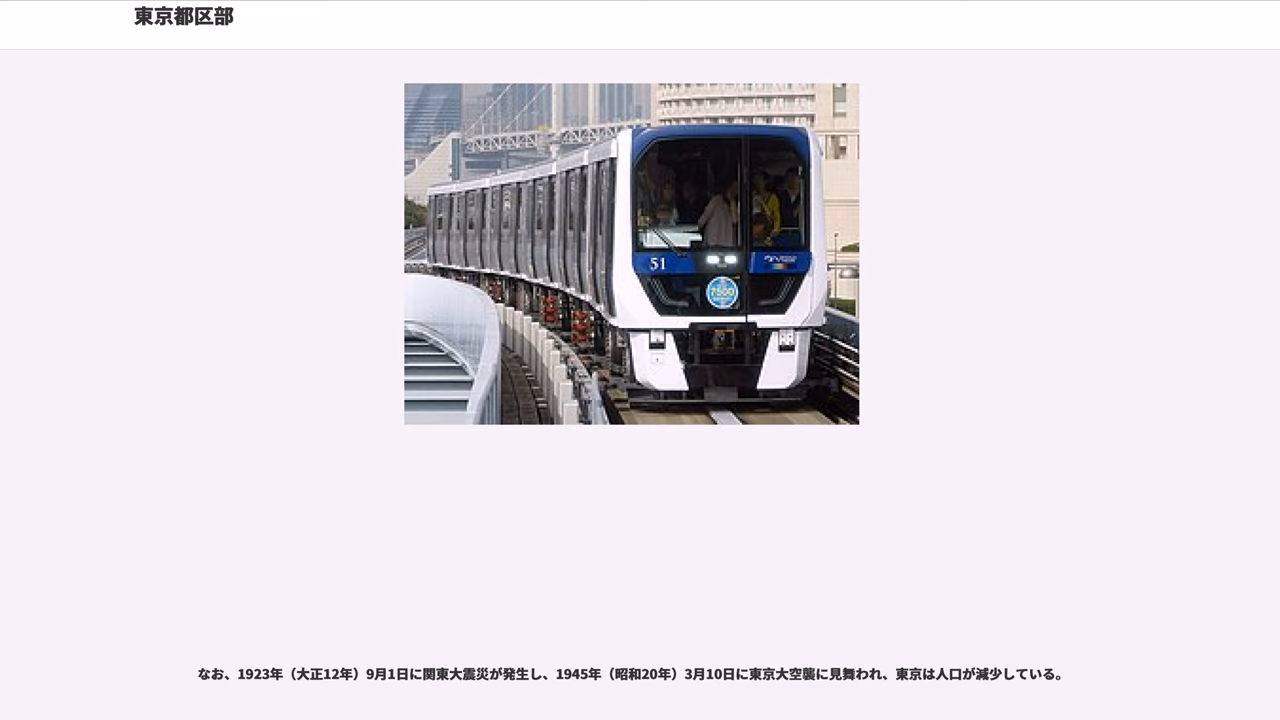 東京都区部
51
7500
なお、1923年（大正12年）9月1日に関東大震災が発生し、1945年（昭和20年）3月10日に東京大空襲に見舞われ、東京は人口が減少している。